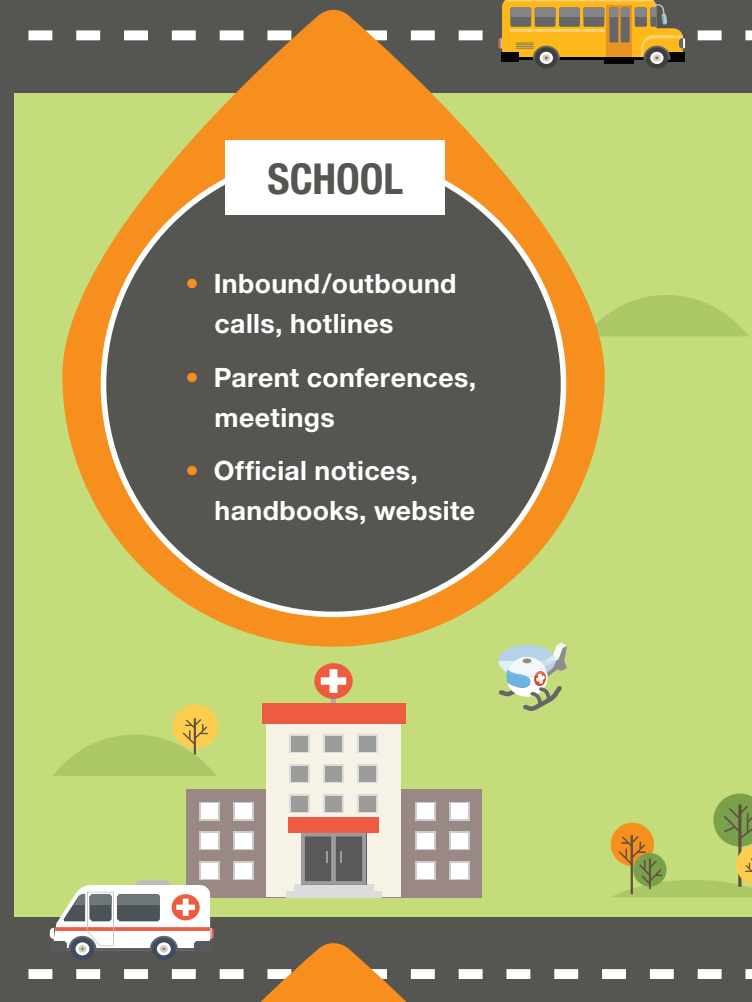 SCHOOL
• Inbound/outbound
calls, hotlines
• Parent conferences,
meetings
• Official notices,
handbooks, website